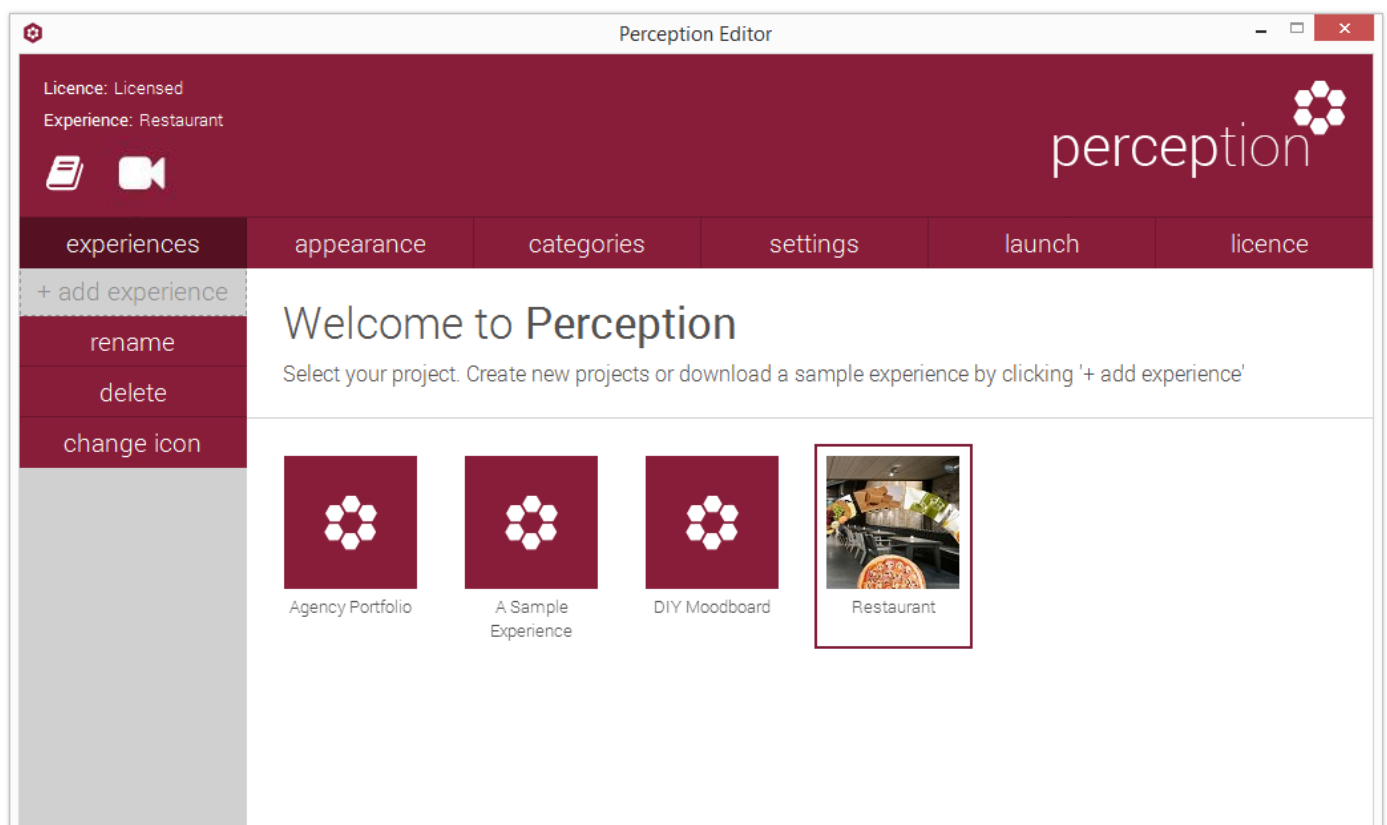 Perception Editor
Licence: Licensed
Experience: Restaurant
perception
experiences
appearance
categories
settings
launch
licence
+ add experience
rename
delete
change icon
Welcome to Perception
Select your project. Create new projects or download a sample experience by clicking '+ add experience'
Agency Portfolio
A Sample
Experience
DIY Moodboard
Restaurant